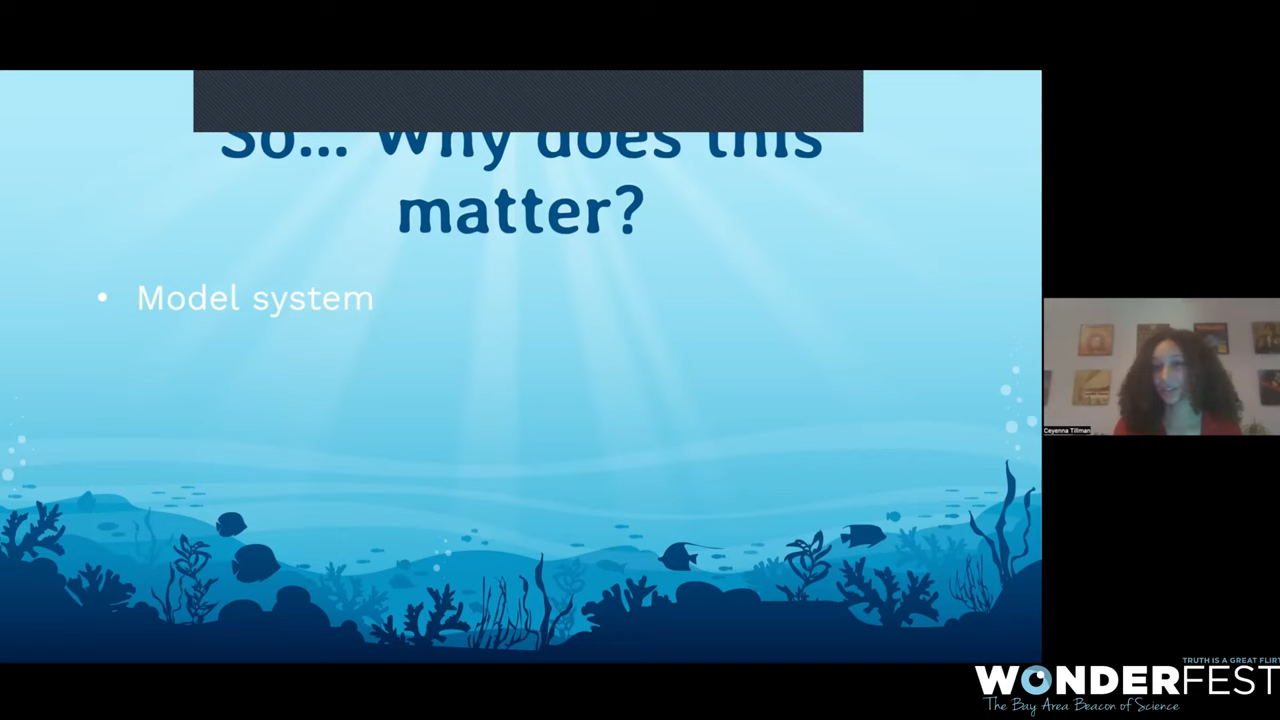 So... Why does this
matter?
• Model system
Ceyenna Tillman
TRUTH IS A GREAT FLIRT
WONDERFEST
The Bay Area Beacon of Science